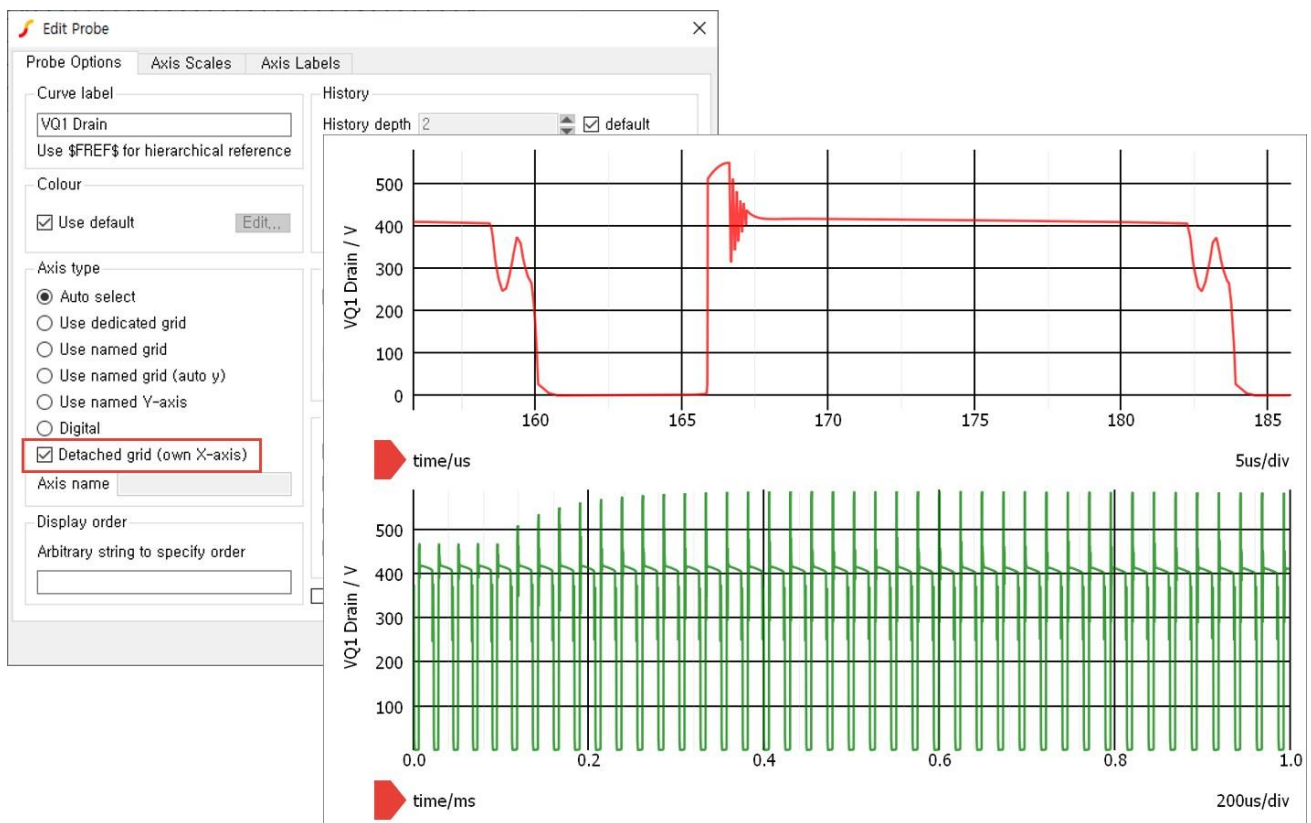 Edit Probe
Probe Options Axis Scales Axis Labels
Curve label
VQ1 Drain
Use $FREF$ for hierarchical reference
History
History depth 2 default
Colour
Use default Edit...
Axis type
Auto select
Use dedicated grid
Use named grid
Use named grid (auto y)
Use named Y-axis
Digital
Detached grid (own X-axis)
Axis name
Display order
Arbitrary string to specify order
VQ1 Drain / V
500
400
300
200
100
0
160 165 170 175 180 185
time/us 5us/div
VQ1 Drain / V
500
400
300
200
100
0.0 0.2 0.4 0.6 0.8 1.0
time/ms 200us/div